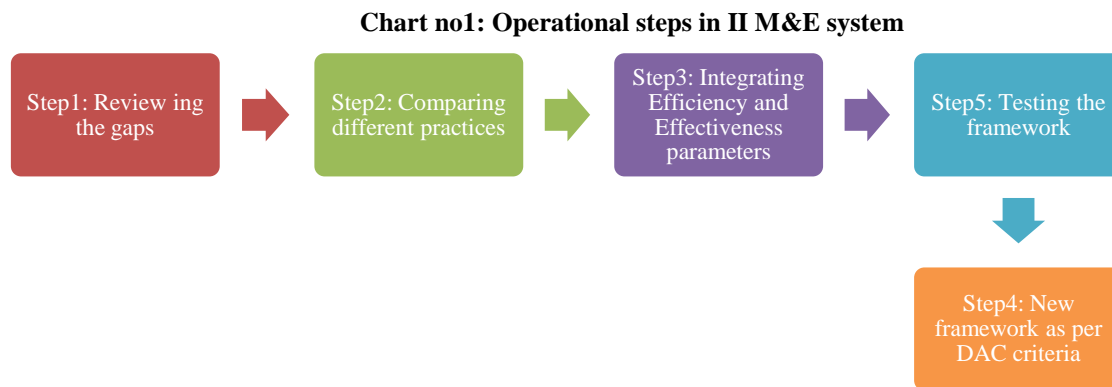 Chart no1: Operational steps in II M&E system
Step1: Review ing
the gaps
Step2: Comparing
different practices
Step3: Integrating
Efficiency and
Effectiveness
parameters
Step5: Testing the
framework
Step4: New
framework as per
DAC criteria